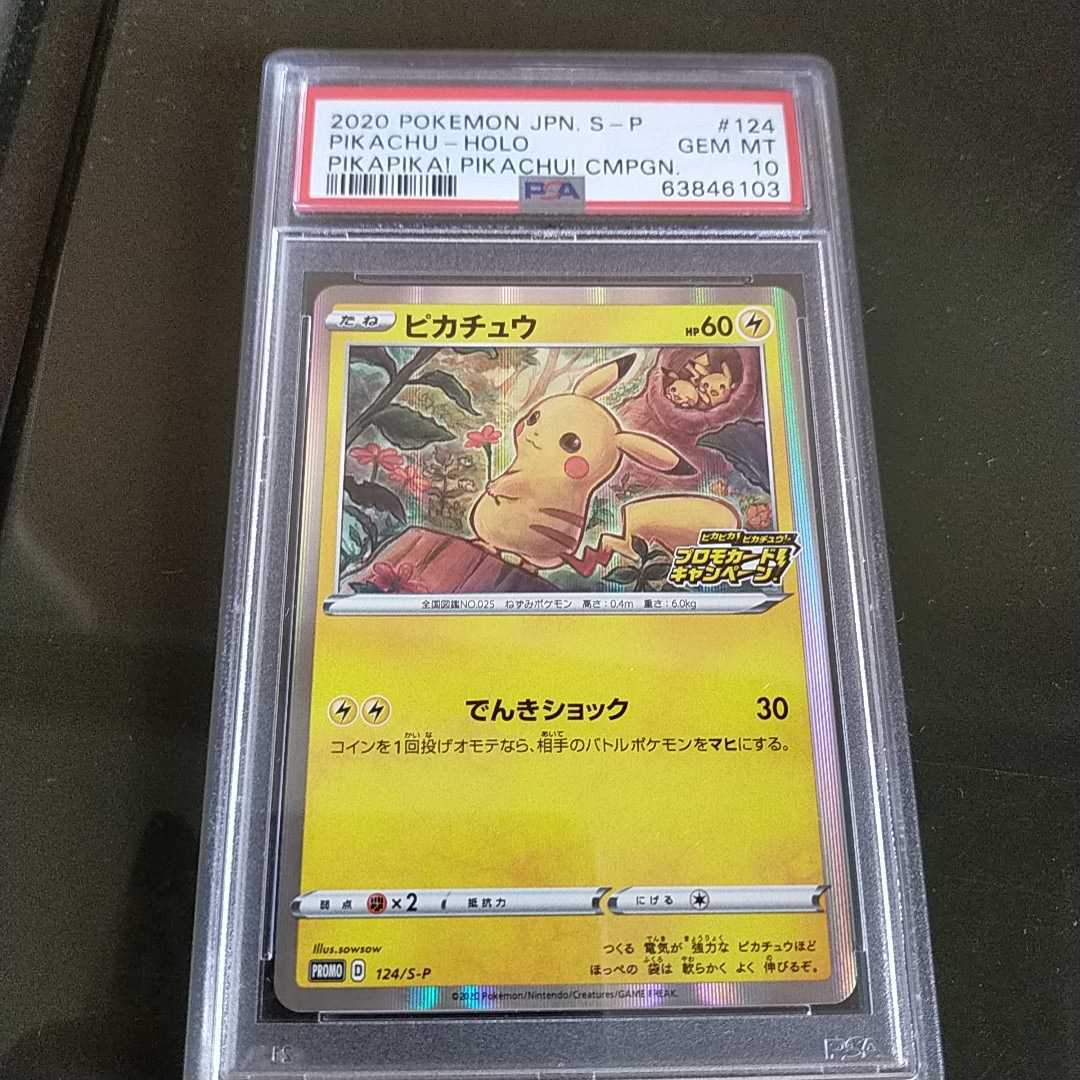 2020 POKEMON JPN. S-P #124
PIKACHU-HOLO GEM MT
PIKAPIKA! PIKACHU! CMPGN. 10
PSA 63846103
たね ピカチュウ HP60
ピカピカ! ピカチュウ!
プロモカード
キャンペーン!
全国図鑑NO.025 ねずみポケモン 高さ:0.4m 重さ:6.0kg
でんきショック 30
コインを1回投げオモテなら、相手のバトルポケモンをマヒにする。
弱点 ×2 抵抗力 にげる
Illus.sowsow
つくる 電気が 強力な ピカチュウほど
ほっぺの 袋は 軟らかく よく 伸びるぞ。
PROMO D 124/S-P
©2020 Pokémon/Nintendo/Creatures/GAME FREAK.
PSA